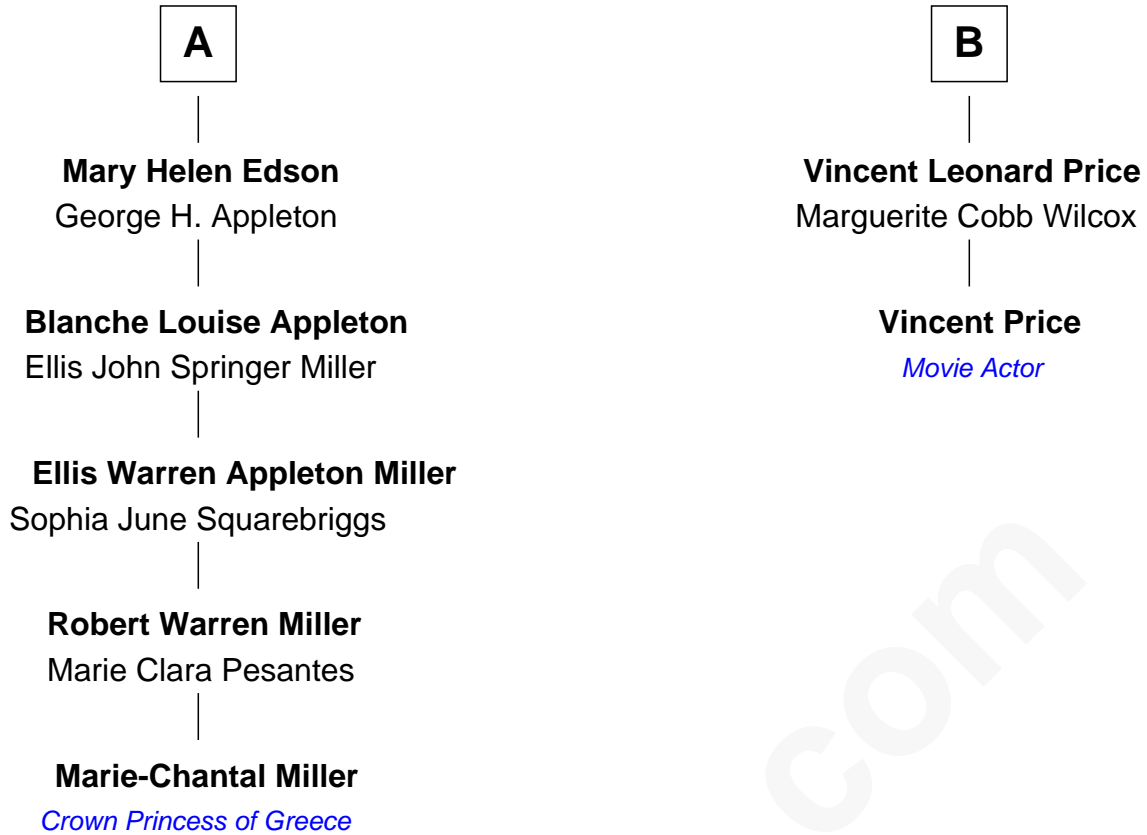 A
Mary Helen Edson
George H. Appleton
Blanche Louise Appleton
Ellis John Springer Miller
Ellis Warren Appleton Miller
Sophia June Squarebriggs
Robert Warren Miller
Marie Clara Pesantes
Marie-Chantal Miller
Crown Princess of Greece
B
Vincent Leonard Price
Marguerite Cobb Wilcox
Vincent Price
Movie Actor
com